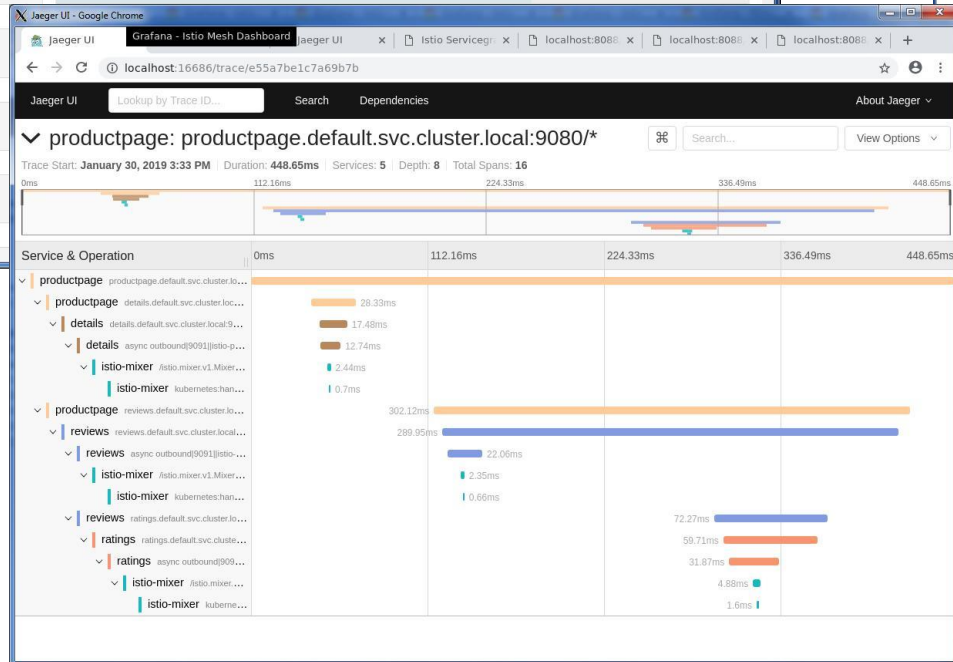 Jaeger UI - Google Chrome
Jaeger UI
Grafana - Istio Mesh Dashboard
Jaeger UI
Istio Servicegr
localhost:8088
localhost:8088
localhost:8088
localhost:16686/trace/e55a7be1c7a69b7b
Jaeger UI Lookup by Trace ID... Search Dependencies About Jaeger
productpage: productpage.default.svc.cluster.local:9080/* ⌘ Search... View Options
Trace Start: January 30, 2019 3:33 PM Duration: 448.65ms Services: 5 Depth: 8 Total Spans: 16
0ms 112.16ms 224.33ms 336.49ms 448.65ms
Service & Operation 0ms 112.16ms 224.33ms 336.49ms 448.65ms
productpage productpage.default.svc.cluster.lo...
productpage details.default.svc.cluster.loc... 28.33ms
details details.default.svc.cluster.local:9... 17.48ms
details async outbound|9091||istio-p... 12.74ms
istio-mixer /istio.mixer.v1.Mixer... 2.44ms
istio-mixer kubernetes:han... 0.7ms
productpage reviews.default.svc.cluster.lo... 302.12ms
reviews reviews.default.svc.cluster.local... 289.95ms
reviews async outbound|9091||istio-... 22.06ms
istio-mixer /istio.mixer.v1.Mixer... 2.35ms
istio-mixer kubernetes:han... 0.66ms
reviews ratings.default.svc.cluster.lo... 72.27ms
ratings ratings.default.svc.cluste... 59.71ms
ratings async outbound|909... 31.87ms
istio-mixer /istio.mixer.... 4.88ms
istio-mixer kuberne... 1.6ms